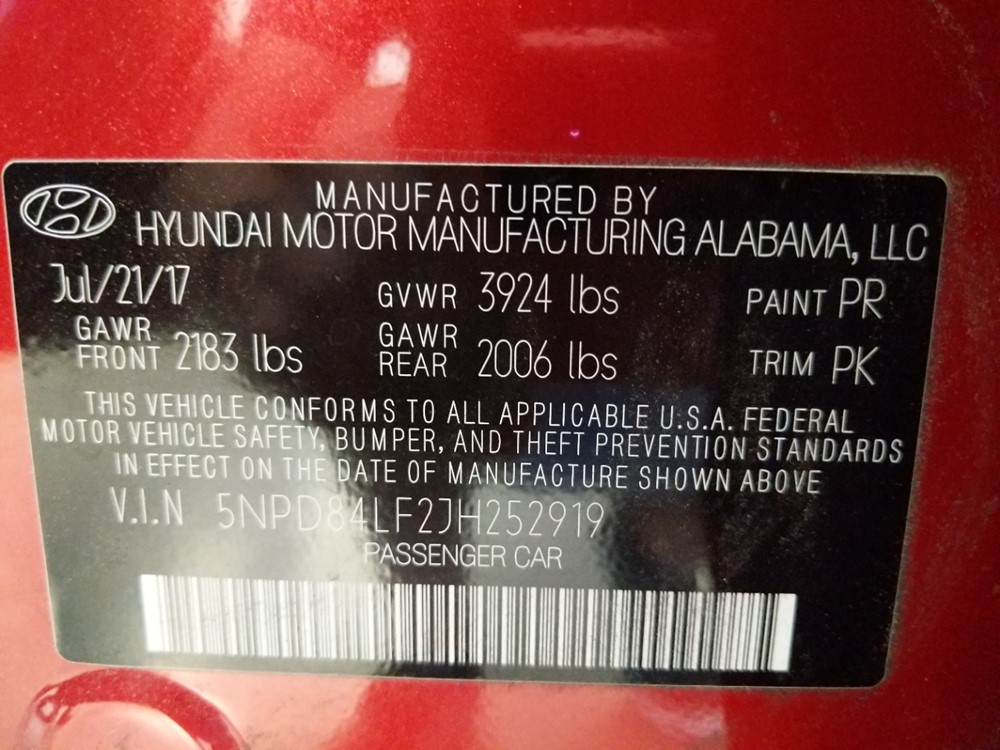 MANUFACTURED BY
HYUNDAI MOTOR MANUFACTURING ALABAMA, LLC
Jul/21/17 GVWR 3924 lbs PAINT PR
GAWR FRONT 2183 lbs GAWR REAR 2006 lbs TRIM PK
THIS VEHICLE CONFORMS TO ALL APPLICABLE U.S.A. FEDERAL
MOTOR VEHICLE SAFETY, BUMPER, AND THEFT PREVENTION STANDARDS
IN EFFECT ON THE DATE OF MANUFACTURE SHOWN ABOVE
V.I.N 5NPD84LF2JH252919
PASSENGER CAR